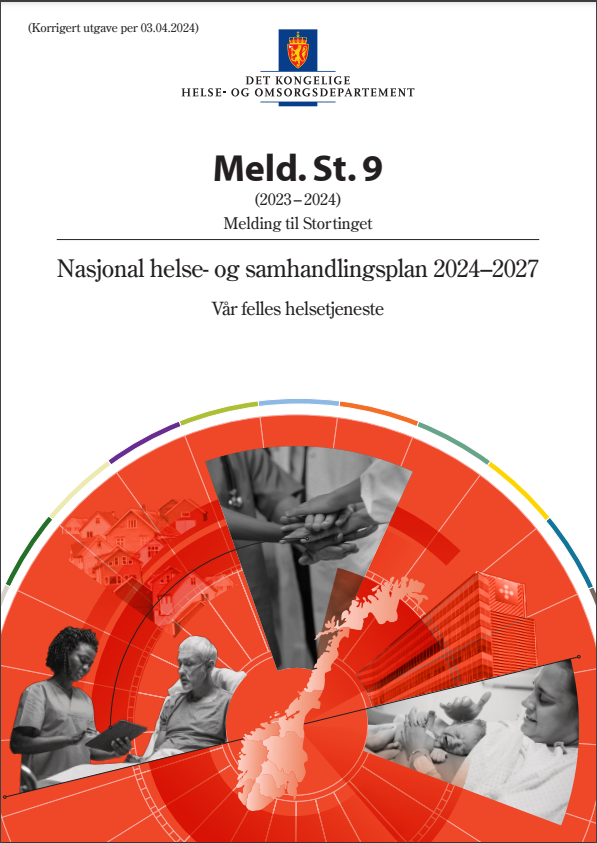 (Korrigert utgave per 03.04.2024)
DET KONGELIGE
HELSE- OG OMSORGSDEPARTEMENT
Meld. St. 9
(2023–2024)
Melding til Stortinget
Nasjonal helse- og samhandlingsplan 2024–2027
Vår felles helsetjeneste